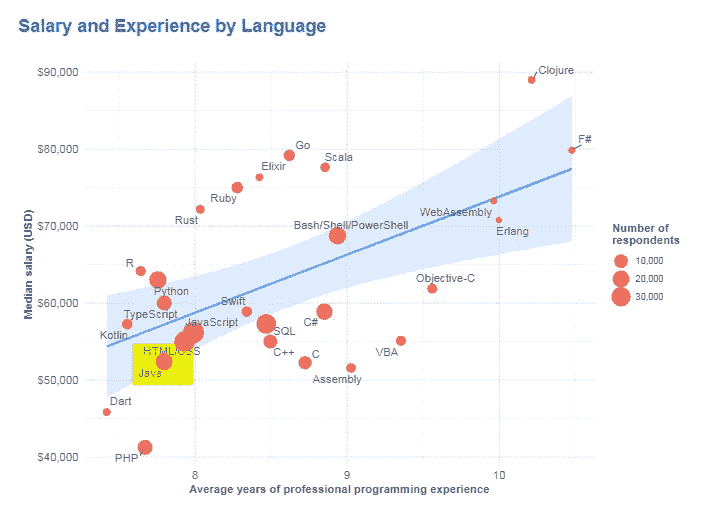 Salary and Experience by Language
$90,000
Clojure
$80,000
F#
Go
Scala
Elixir
Ruby
$70,000
Rust
Bash/Shell/PowerShell
WebAssembly
Erlang
Median salary (USD)
Number of
respondents
10,000
20,000
30,000
R
Python
Objective-C
$60,000
TypeScript
Swift
Kotlin
JavaScript
SQL
C#
HTML/CSS
C++
C
VBA
Java
Assembly
$50,000
Dart
PHP
$40,000
8
9
10
Average years of professional programming experience